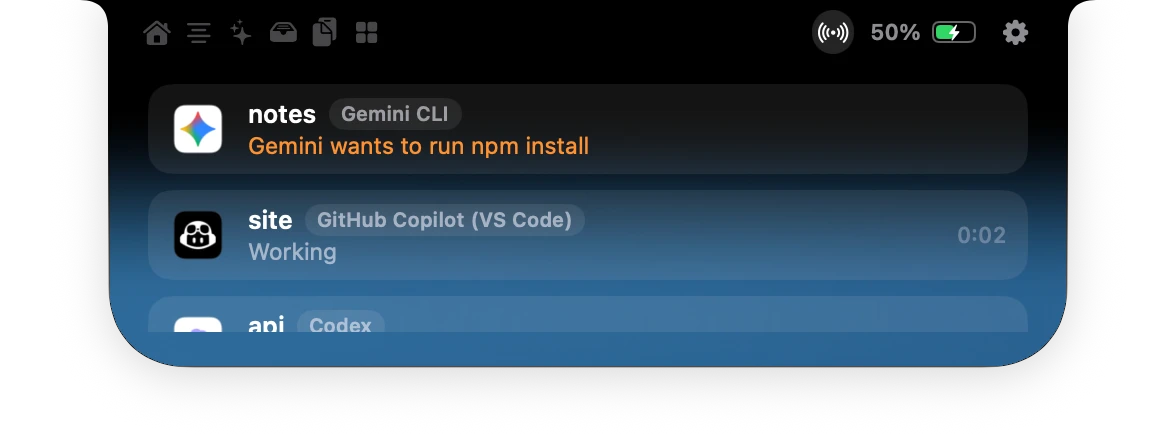 50%
notes Gemini CLI
Gemini wants to run npm install
site GitHub Copilot (VS Code)
Working
0:02
api Codex